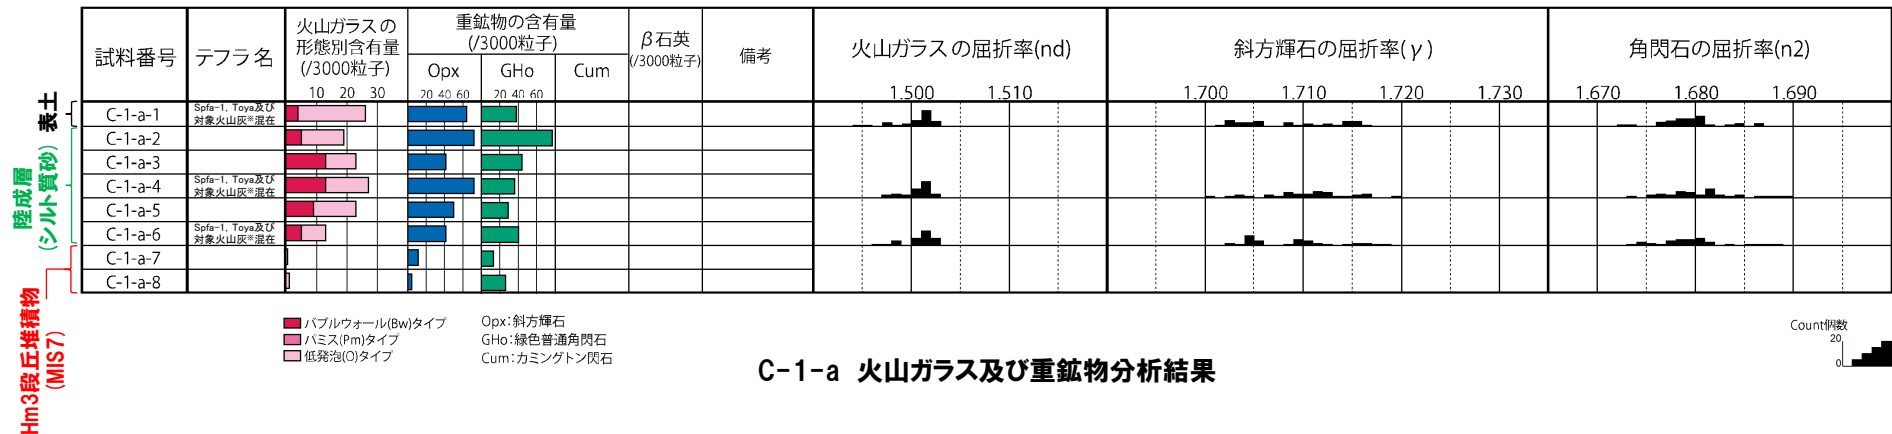 試料番号
テフラ名
火山ガラスの
形態別含有量
(/3000粒子)
10 20 30
重鉱物の含有量
(/3000粒子)
Opx GHo Cum
20 40 60 20 40 60
β石英
(/3000粒子)
備考
火山ガラスの屈折率(nd)
1.500 1.510
斜方輝石の屈折率(γ)
1.700 1.710 1.720 1.730
角閃石の屈折率(n2)
1.670 1.680 1.690
表土
陸成層
(シルト質砂)
Hm3段丘堆積物
(MIS7)
C-1-a-1
Spfa-1, Toya及び
対象火山灰※混在
C-1-a-2
C-1-a-3
C-1-a-4
Spfa-1, Toya及び
対象火山灰※混在
C-1-a-5
C-1-a-6
Spfa-1, Toya及び
対象火山灰※混在
C-1-a-7
C-1-a-8
バブルウォール(Bw)タイプ
パミス(Pm)タイプ
低発泡(O)タイプ
Opx:斜方輝石
GHo:緑色普通角閃石
Cum:カミングトン閃石
Count個数
20
0
C-1-a 火山ガラス及び重鉱物分析結果